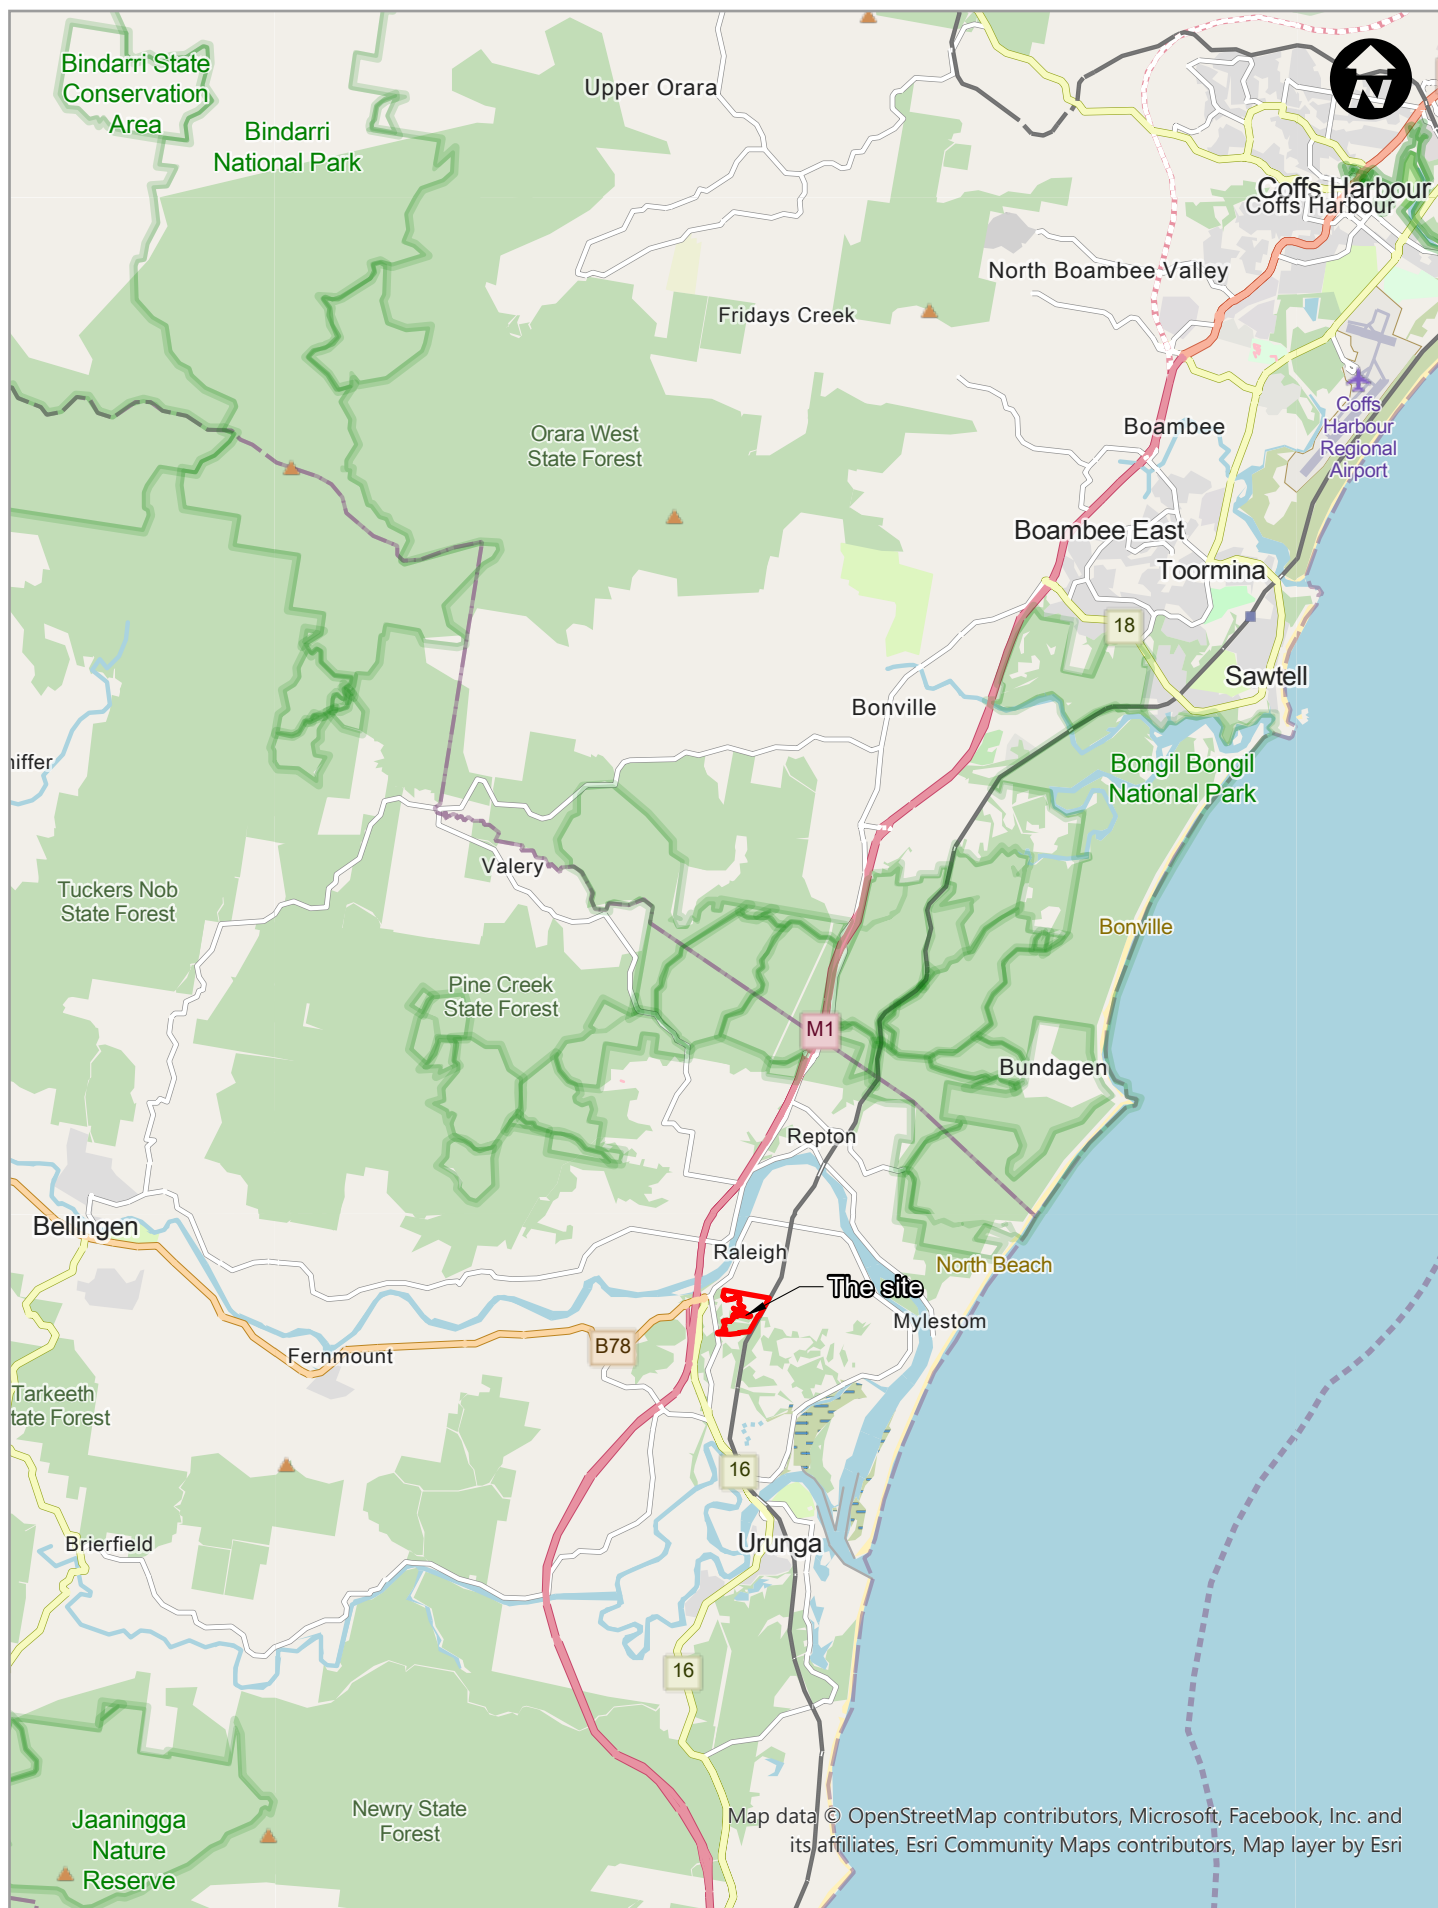 Bindarri State
Conservation
Area
Bindarri
National Park
Upper Orara
N
Coffs Harbour
Coffs Harbour
North Boambee Valley
Fridays Creek
Coffs
Harbour
Regional
Airport
Boambee
Orara West
State Forest
Boambee East
Toormina
18
Sawtell
Bonville
niffer
Bongil Bongil
National Park
Valery
Tuckers Nob
State Forest
Bonville
Pine Creek
State Forest
M1
Bundagen
Repton
Bellingen
Raleigh
North Beach
The site
Mylestom
B78
Fernmount
Tarkeeth
tate Forest
16
Brierfield
Urunga
16
Newry State
Forest
Jaaningga
Nature
Reserve
Map data © OpenStreetMap contributors, Microsoft, Facebook, Inc. and
its affiliates, Esri Community Maps contributors, Map layer by Esri